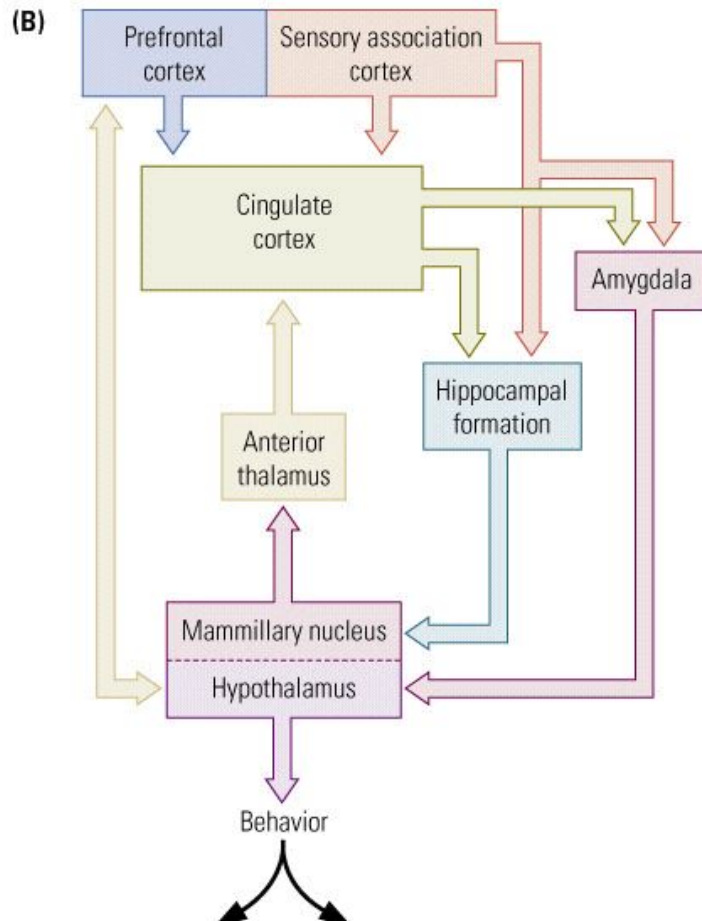 (B)
Prefrontal
cortex
Sensory association
cortex
Cingulate
cortex
Amygdala
Hippocampal
formation
Anterior
thalamus
Mammillary nucleus
Hypothalamus
Behavior